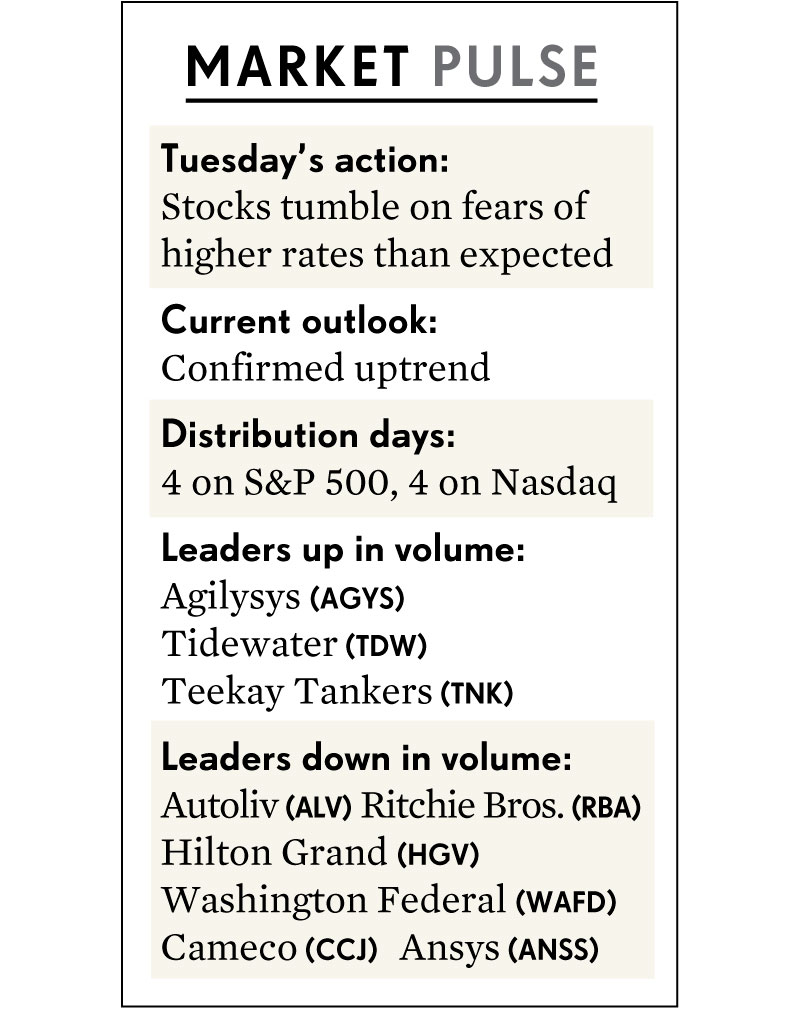 MARKET PULSE
Tuesday’s action:
Stocks tumble on fears of
higher rates than expected
Current outlook:
Confirmed uptrend
Distribution days:
4 on S&P 500, 4 on Nasdaq
Leaders up in volume:
Agilysys (AGYS)
Tidewater (TDW)
Teekay Tankers (TNK)
Leaders down in volume:
Autoliv (ALV) Ritchie Bros. (RBA)
Hilton Grand (HGV)
Washington Federal (WAFD)
Cameco (CCJ) Ansys (ANSS)